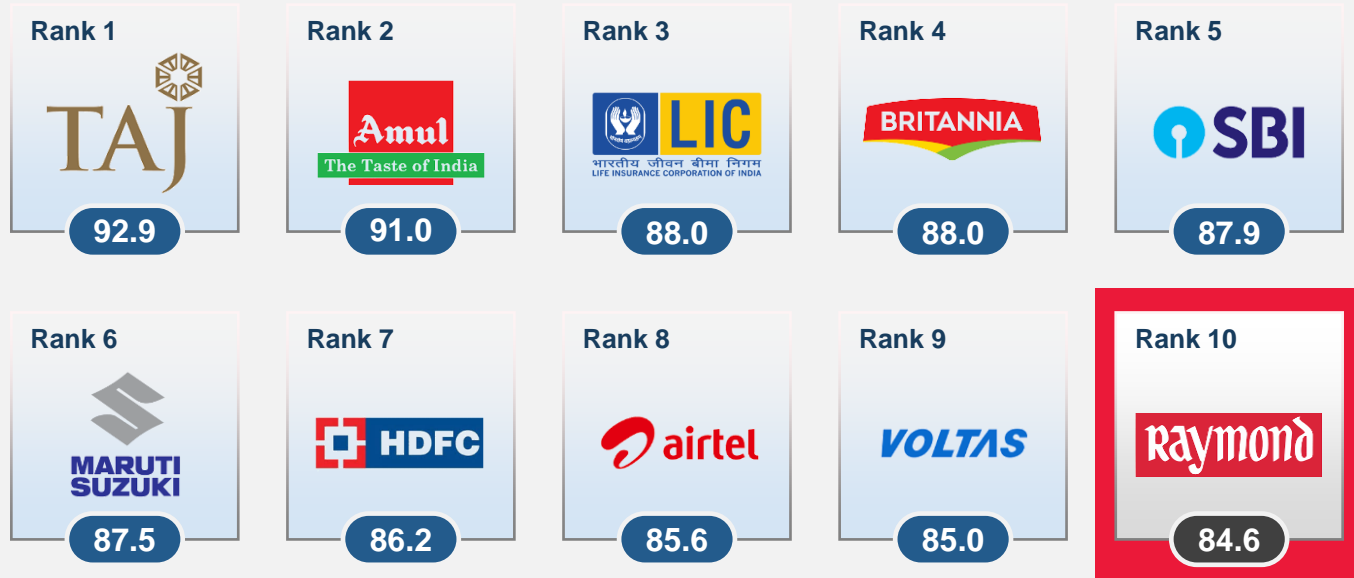 Rank 1
TAJ
92.9
Rank 2
Amul
The Taste of India
91.0
Rank 3
LIC
भारतीय जीवन बीमा निगम
LIFE INSURANCE CORPORATION OF INDIA
88.0
Rank 4
BRITANNIA
88.0
Rank 5
SBI
87.9
Rank 6
MARUTI
SUZUKI
87.5
Rank 7
HDFC
86.2
Rank 8
airtel
85.6
Rank 9
VOLTAS
85.0
Rank 10
Raymond
84.6